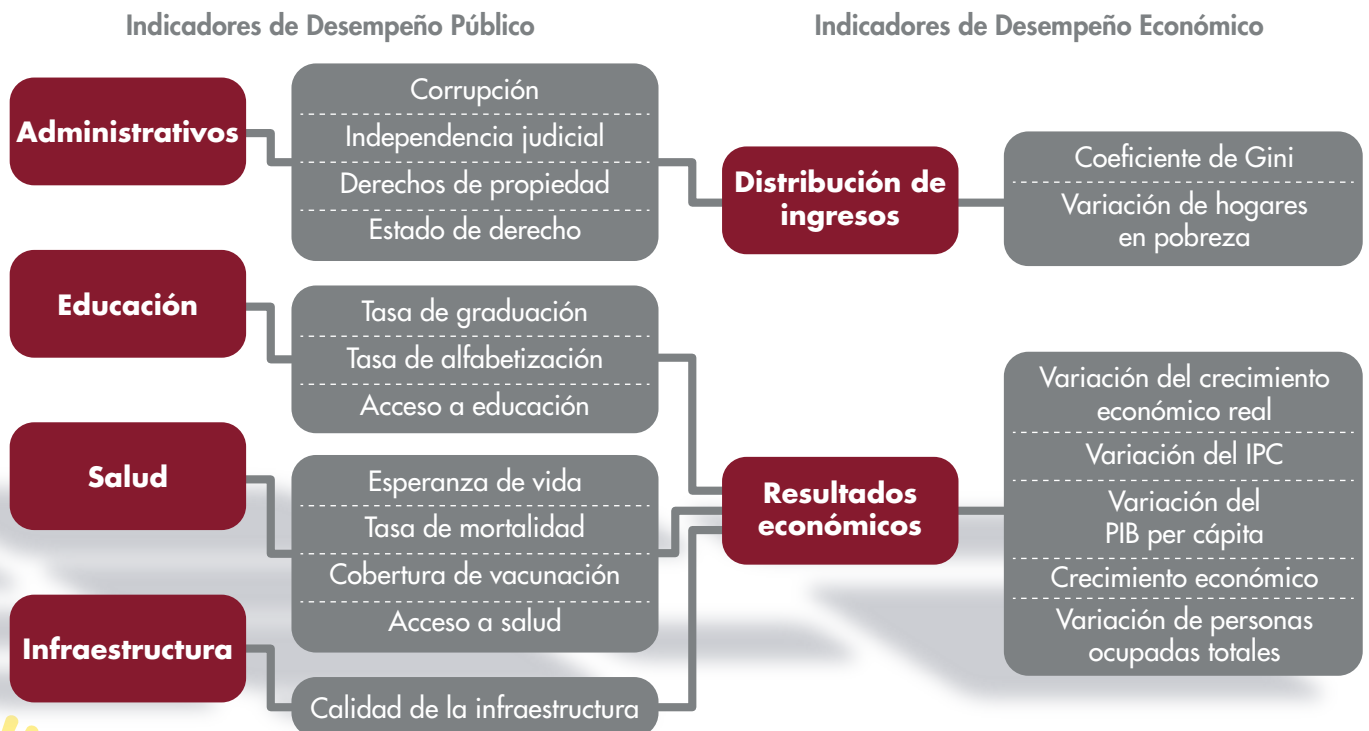 Indicadores de Desempeño Público
Indicadores de Desempeño Económico
Administrativos
Corrupción
Independencia judicial
Derechos de propiedad
Estado de derecho
Distribución de
ingresos
Coeficiente de Gini
Variación de hogares
en pobreza
Educación
Tasa de graduación
Tasa de alfabetización
Acceso a educación
Salud
Esperanza de vida
Tasa de mortalidad
Cobertura de vacunación
Acceso a salud
Infraestructura
Calidad de la infraestructura
Resultados
económicos
Variación del crecimiento
económico real
Variación del IPC
Variación del
PIB per cápita
Crecimiento económico
Variación de personas
ocupadas totales